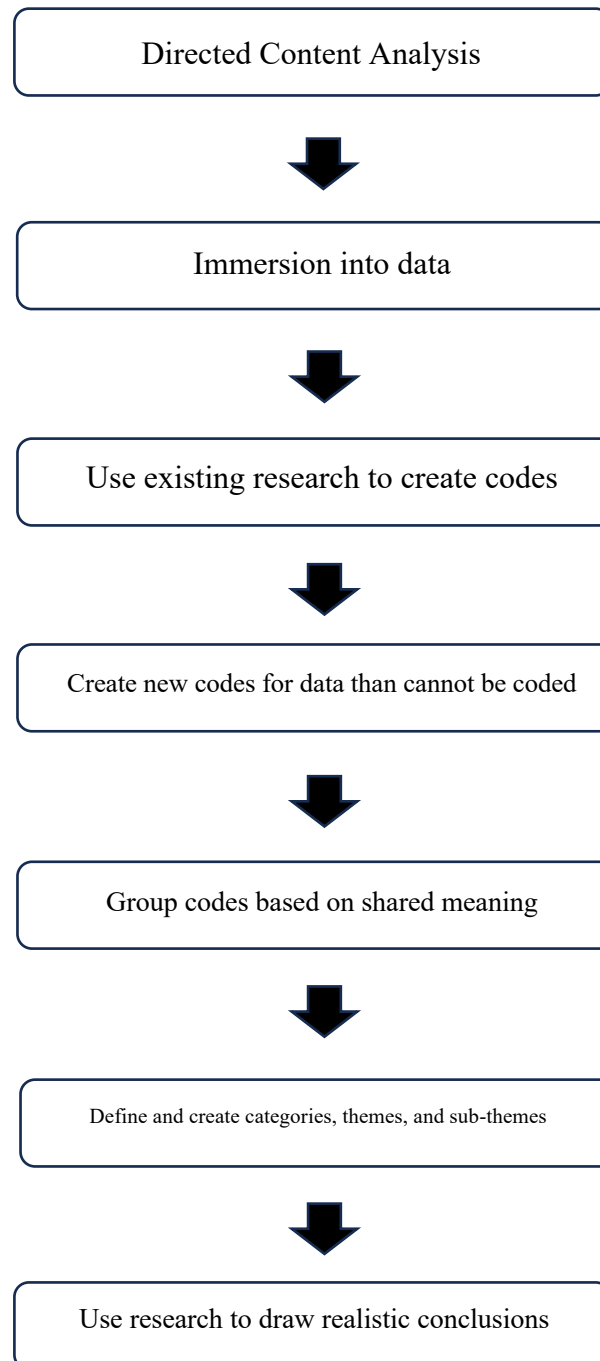 Directed Content Analysis
Immersion into data
Use existing research to create codes
Create new codes for data than cannot be coded
Group codes based on shared meaning
Define and create categories, themes, and sub-themes
Use research to draw realistic conclusions